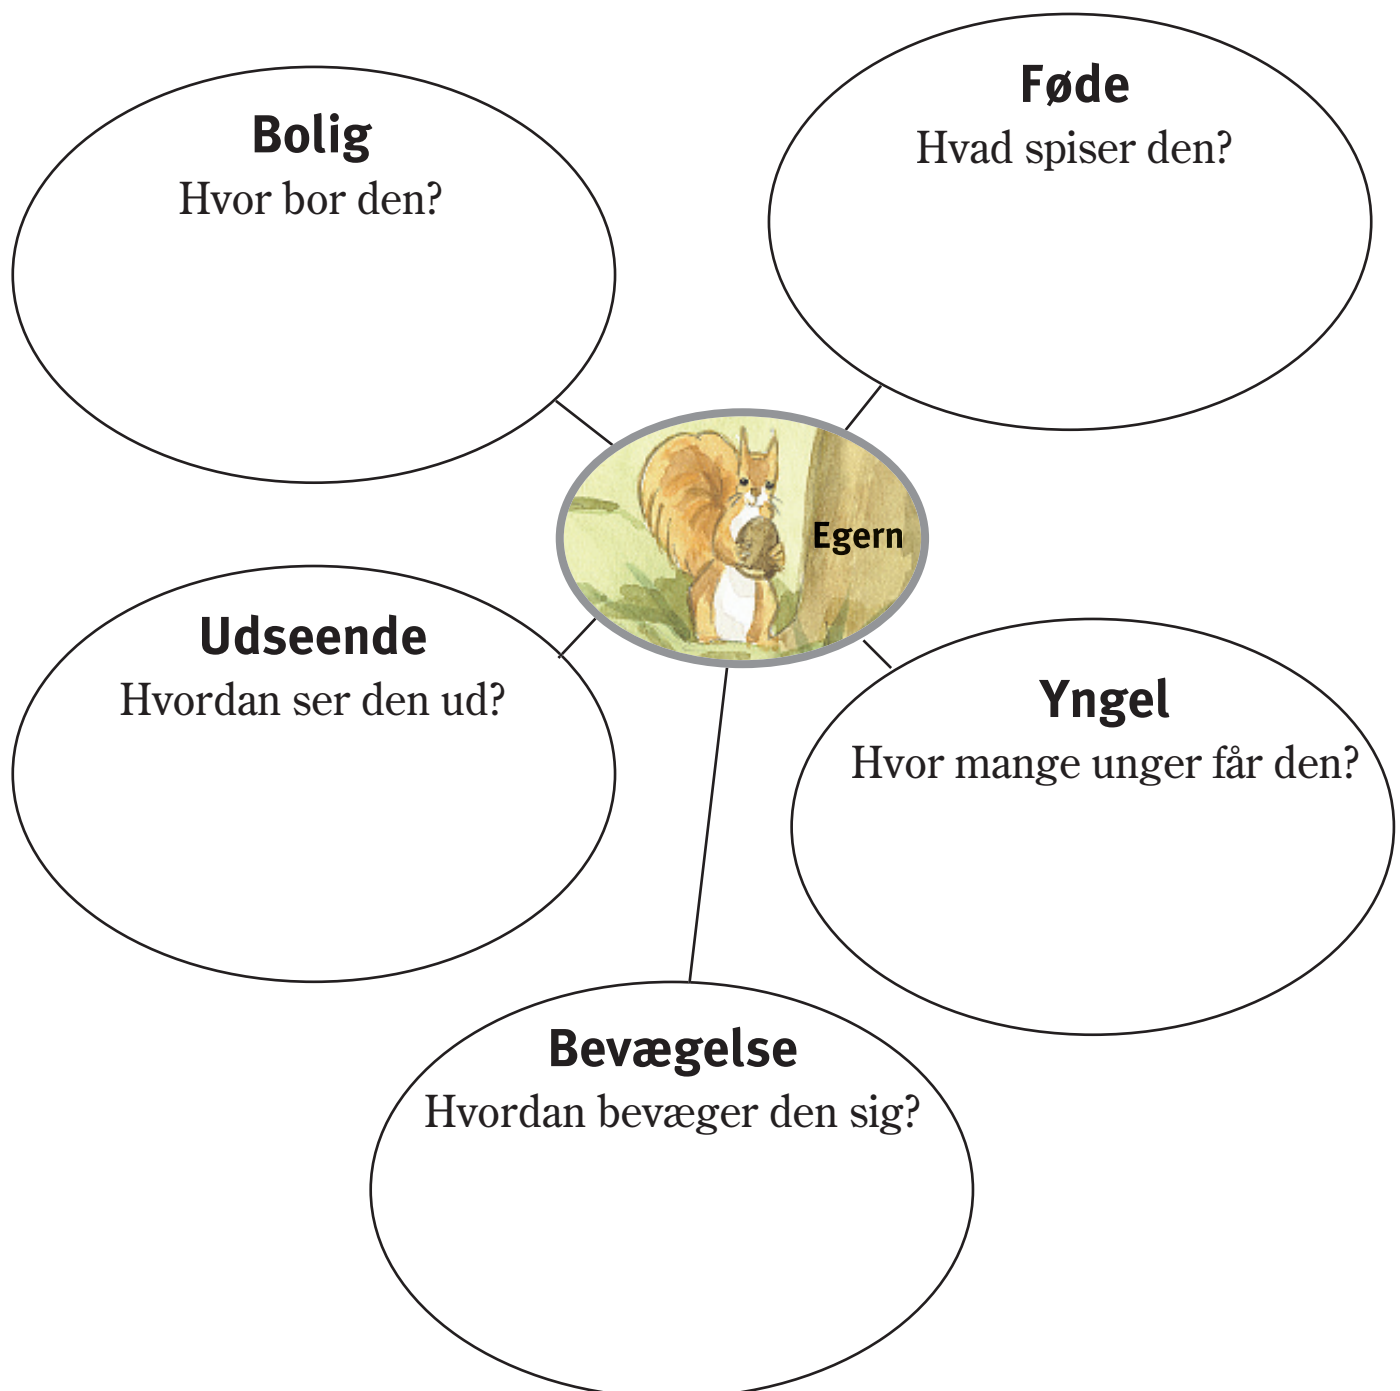 Bolig
Hvor bor den?
Føde
Hvad spiser den?
Egern
Udseende
Hvordan ser den ud?
Yngel
Hvor mange unger får den?
Bevægelse
Hvordan bevæger den sig?